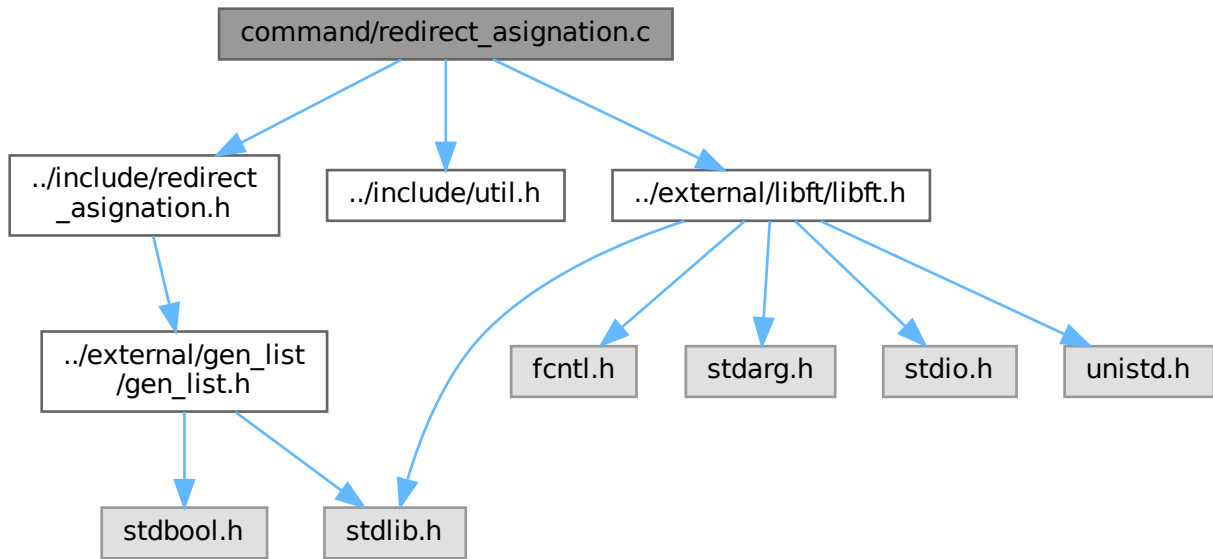 command/redirect_asignation.c
../include/redirect
_asignation.h
../include/util.h
../external/libft/libft.h
../external/gen_list
/gen_list.h
fcntl.h
stdarg.h
stdio.h
unistd.h
stdbool.h
stdlib.h